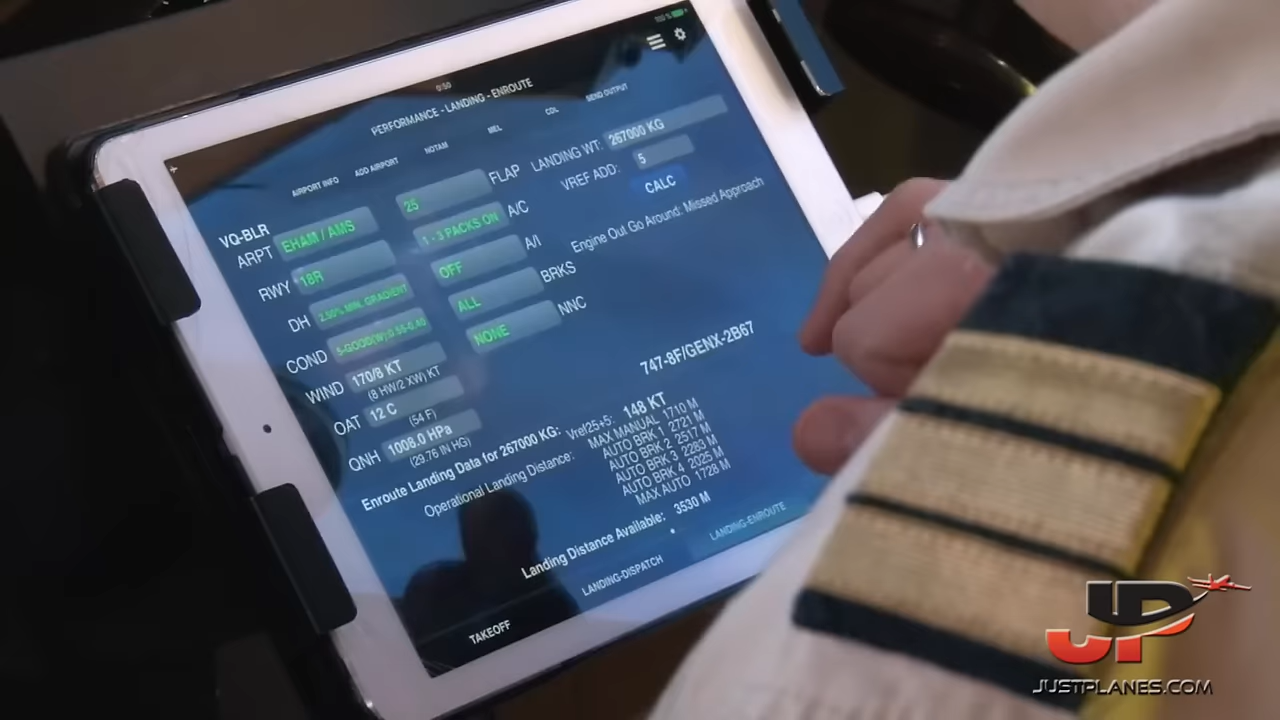 100 %
0:50
PERFORMANCE - LANDING - ENROUTE
AIRPORT INFO ADD AIRPORT NOTAM MEL CDL SEND OUTPUT
VQ-BLR
ARPT EHAM / AMS
RWY 18R
DH 2.50% MIN. GRADIENT
COND 5-GOOD(W):0.55-0.45
WIND 170/8 KT
(8 HW/2 XW) KT
OAT 12 C
(54 F)
QNH 1008.0 HPa
(29.76 IN HG)
25 FLAP
1 - 3 PACKS ON A/C
OFF A/I
ALL BRKS
NONE NNC
LANDING WT: 267000 KG
VREF ADD: 5
CALC
Engine Out Go Around: Missed Approach
747-8F/GENX-2B67
Enroute Landing Data for 267000 KG: Vref25+5: 148 KT
Operational Landing Distance: MAX MANUAL 1710 M
AUTO BRK 1 2721 M
AUTO BRK 2 2517 M
AUTO BRK 3 2283 M
AUTO BRK 4 2025 M
MAX AUTO 1728 M
Landing Distance Available: 3530 M
TAKEOFF LANDING-DISPATCH LANDING-ENROUTE
JP
JUSTPLANES.COM